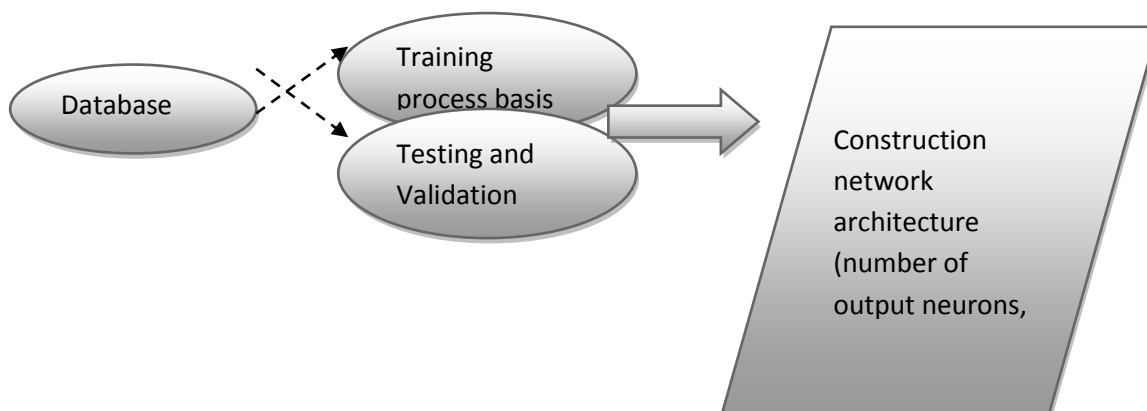 Database
Training
process basis
Testing and
Validation
Construction
network
architecture
(number of
output neurons,